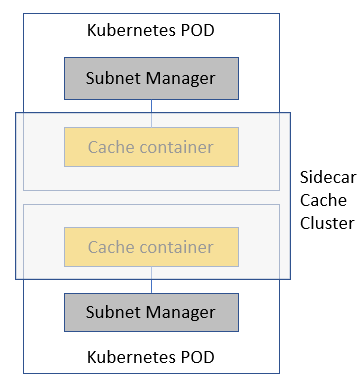 Kubernetes POD
Subnet Manager
Cache container
Sidecar
Cache
Cluster
Cache container
Subnet Manager
Kubernetes POD